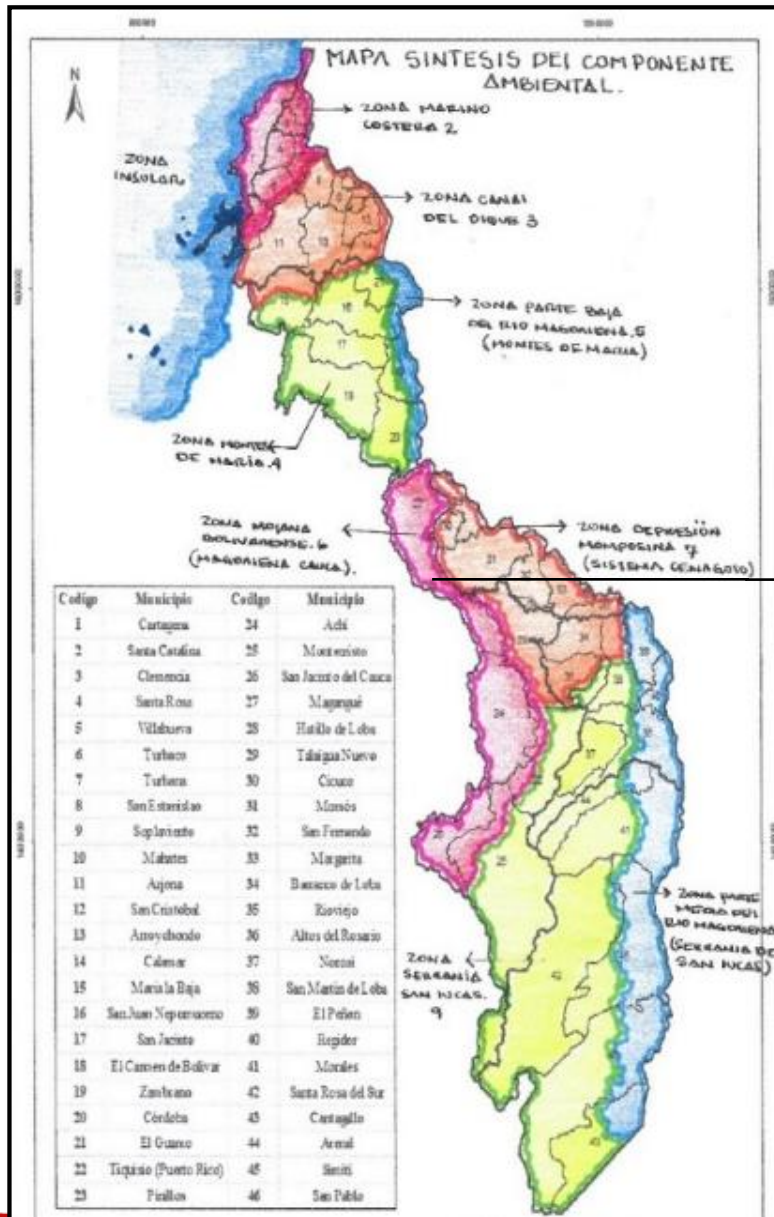 MAPA SINTESIS DEL COMPONENTE
AMBIENTAL.
N
ZONA MARINO
COSTERA 2
ZONA
INSULAR
ZONA CANAL
DEL DIQUE 3
ZONA PARTE BAJA
DEL RIO MAGDALENA.5
(MONTES DE MARIA)
ZONA MONTES
DE MARÍA.4
ZONA MOJANA
BOLIVARENSE.6
(MAGDALENA CAUCA).
ZONA DEPRESIÓN
MOMPOSINA 7
(SISTEMA CENAGOSO)
ZONA PARTE
MEDIA DEL
RIO MAGDALENA
(SERRANIA DE
SAN LUCAS)
ZONA
SERRANÍA
SAN LUCAS.
9
Codigo Municipio Codigo Municipio
1 Cartagena 24 Achí
2 Santa Catalina 25 Montecristo
3 Clemencia 26 San Jacinto del Cauca
4 Santa Rosa 27 Magangué
5 Villanueva 28 Hatillo de Loba
6 Turbaco 29 Talaigua Nuevo
7 Turbana 30 Cicuco
8 San Estanislao 31 Mompós
9 Soplaviento 32 San Fernando
10 Mahates 33 Margarita
11 Arjona 34 Barranco de Loba
12 San Cristobal 35 Rioviejo
13 Arroyohondo 36 Altos del Rosario
14 Calamar 37 Norosi
15 Maria la Baja 38 San Martin de Loba
16 San Juan Nepomuceno 39 El Peñon
17 San Jacinto 40 Regidor
18 El Carmen de Bolivar 41 Morales
19 Zambrano 42 Santa Rosa del Sur
20 Córdoba 43 Cantagallo
21 El Guamo 44 Arenal
22 Tiquisio (Puerto Rico) 45 Simití
23 Pinillos 46 San Pablo